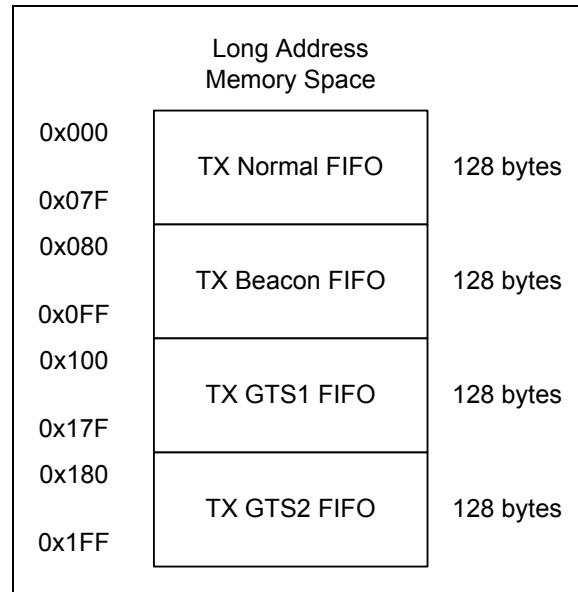 Long Address
Memory Space
0x000
TX Normal FIFO
128 bytes
0x07F
0x080
TX Beacon FIFO
128 bytes
0x0FF
0x100
TX GTS1 FIFO
128 bytes
0x17F
0x180
TX GTS2 FIFO
128 bytes
0x1FF